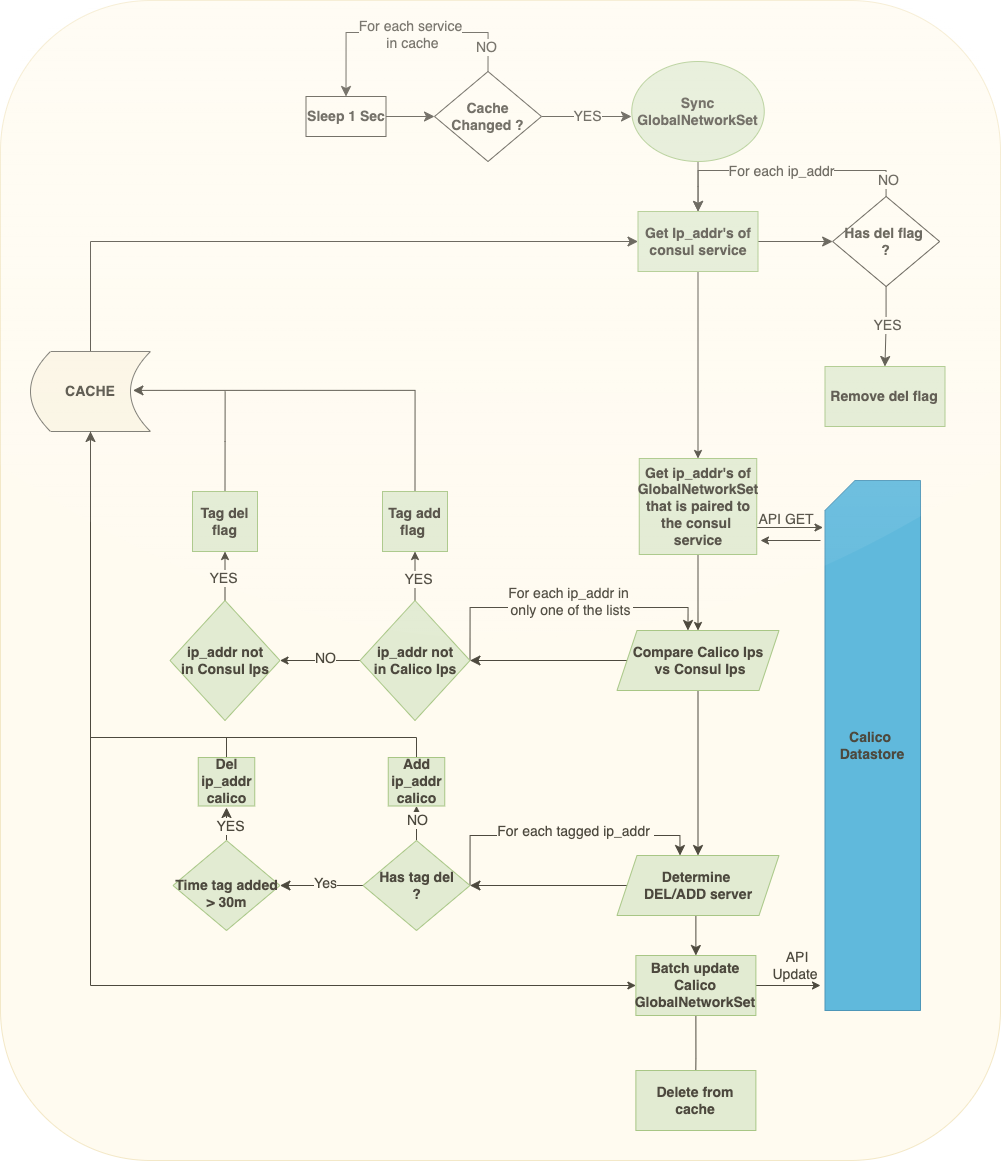 For each service
in cache
NO
Sleep 1 Sec
Cache
Changed ?
YES
Sync
GlobalNetworkSet
For each ip_addr
NO
Get Ip_addr's of
consul service
Has del flag
?
YES
Remove del flag
CACHE
Get ip_addr's of
GlobalNetworkSet
that is paired to
the consul
service
API GET
Tag del
flag
Tag add
flag
YES
YES
For each ip_addr in
only one of the lists
ip_addr not
in Consul Ips
NO
ip_addr not
in Calico Ips
Compare Calico Ips
vs Consul Ips
Calico
Datastore
Del
ip_addr
calico
Add
ip_addr
calico
YES
NO
For each tagged ip_addr
Time tag added
> 30m
Yes
Has tag del
?
Determine
DEL/ADD server
Batch update
Calico
GlobalNetworkSet
API
Update
Delete from
cache